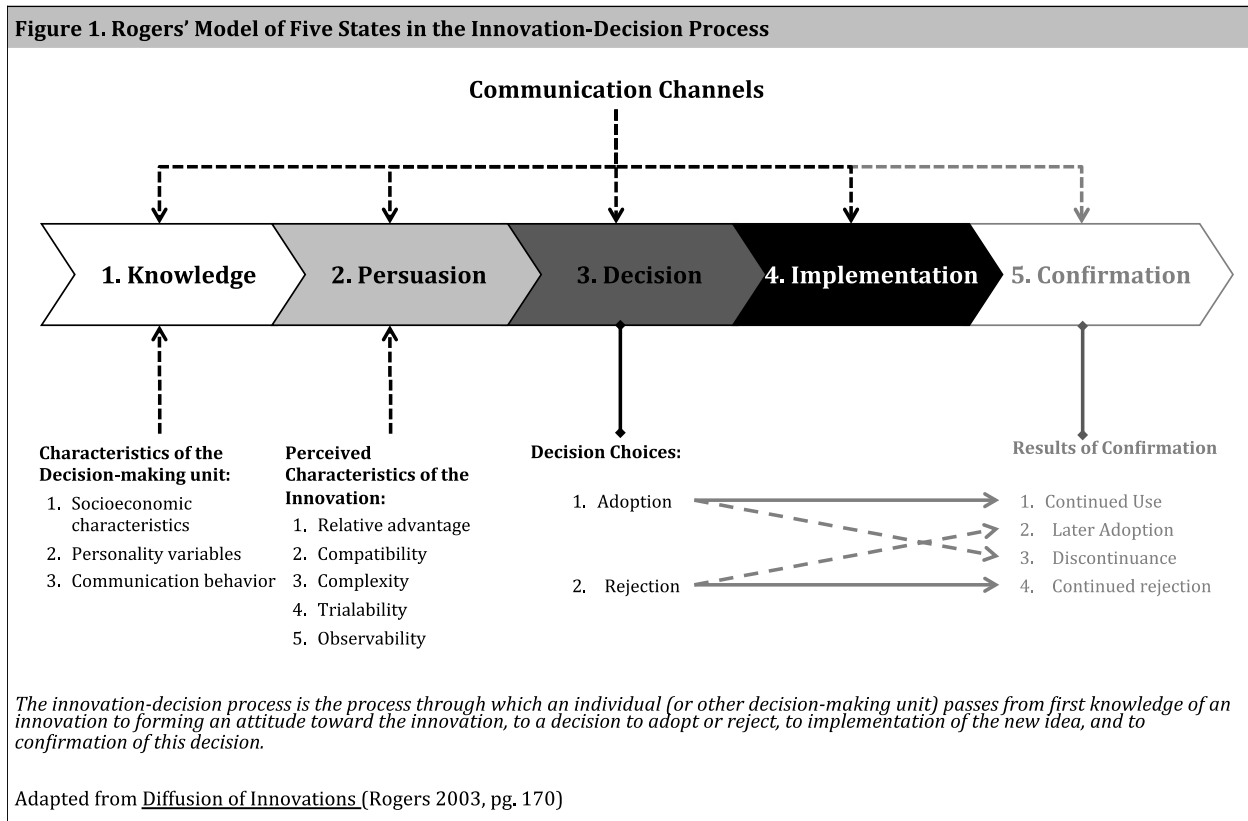 Figure 1. Rogers’ Model of Five States in the Innovation-Decision Process
Communication Channels
1. Knowledge
2. Persuasion
3. Decision
4. Implementation
5. Confirmation
Characteristics of the
Decision-making unit:
1. Socioeconomic
characteristics
2. Personality variables
3. Communication behavior
Perceived
Characteristics of the
Innovation:
1. Relative advantage
2. Compatibility
3. Complexity
4. Trialability
5. Observability
Decision Choices:
1. Adoption
2. Rejection
Results of Confirmation
1. Continued Use
2. Later Adoption
3. Discontinuance
4. Continued rejection
The innovation-decision process is the process through which an individual (or other decision-making unit) passes from first knowledge of an
innovation to forming an attitude toward the innovation, to a decision to adopt or reject, to implementation of the new idea, and to
confirmation of this decision.
Adapted from Diffusion of Innovations (Rogers 2003, pg. 170)